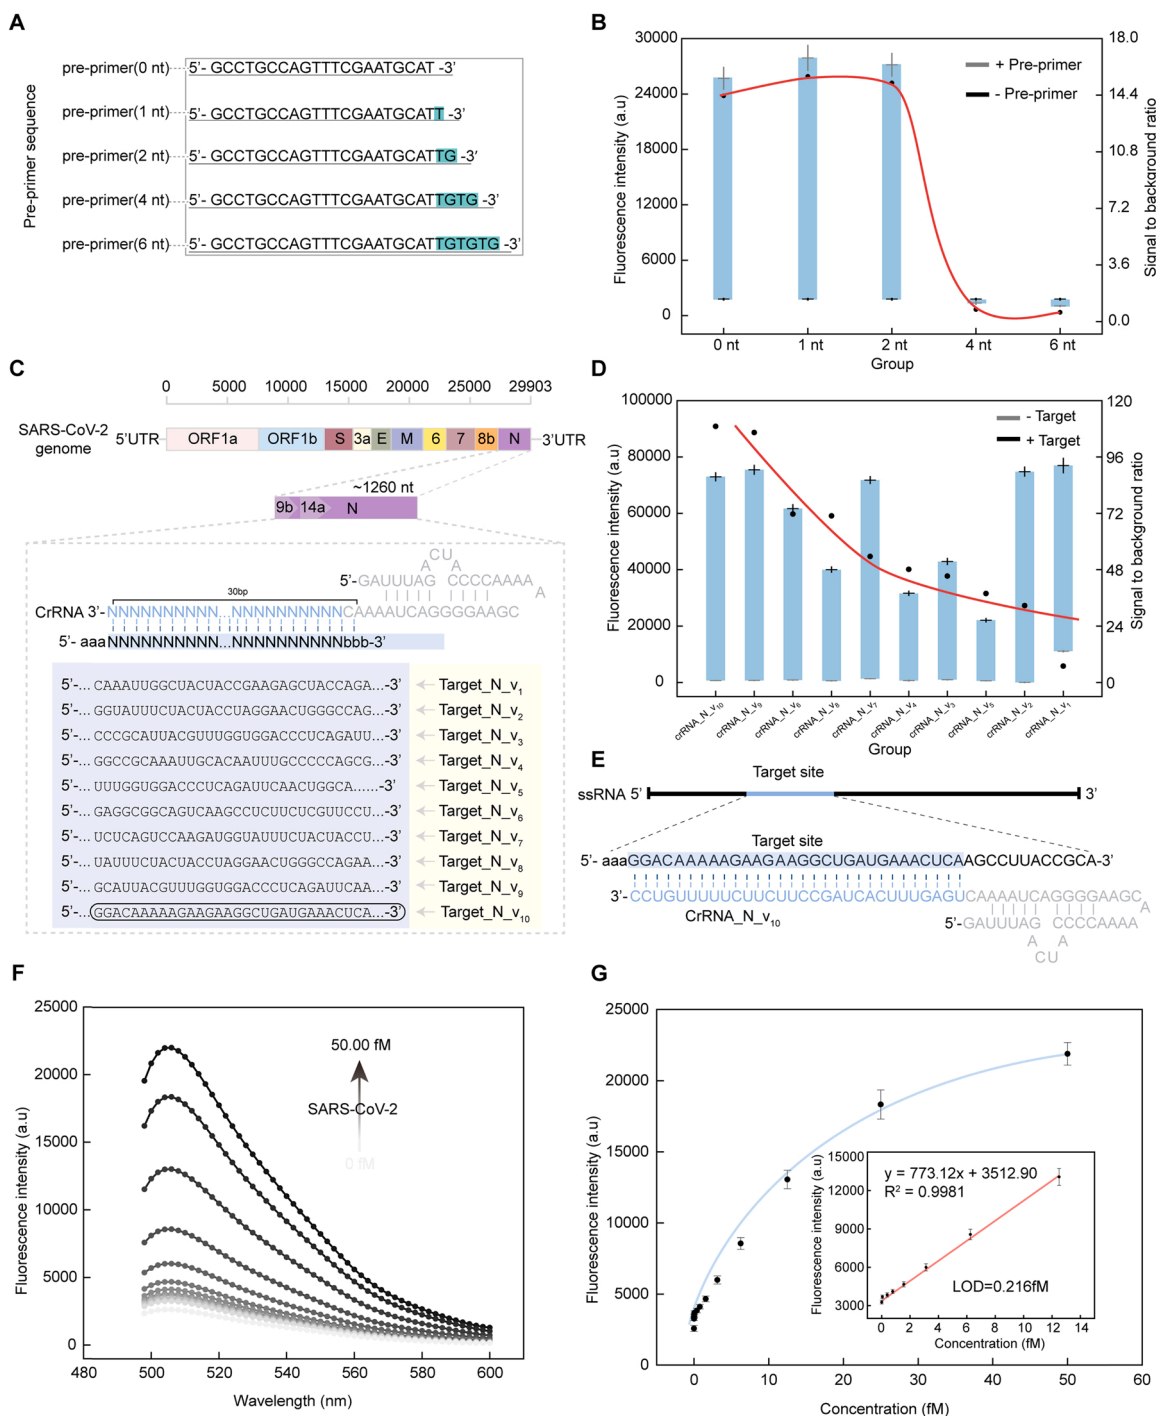 A
Pre-primer sequence
pre-primer(0 nt) 5'- GCCTGCCAGTTTCGAATGCAT -3'
pre-primer(1 nt) 5'- GCCTGCCAGTTTCGAATGCATT -3'
pre-primer(2 nt) 5'- GCCTGCCAGTTTCGAATGCATTG -3'
pre-primer(4 nt) 5'- GCCTGCCAGTTTCGAATGCATTGTG -3'
pre-primer(6 nt) 5'- GCCTGCCAGTTTCGAATGCATTGTGTG -3'
B
Fluorescence intensity (a.u)
30000
24000
18000
12000
6000
0
+ Pre-primer
- Pre-primer
18.0
14.4
10.8
7.2
3.6
0.0
Signal to background ratio
0 nt 1 nt 2 nt 4 nt 6 nt
Group
C
0 5000 10000 15000 20000 25000 29903
SARS-CoV-2 genome
5'UTR ORF1a ORF1b S 3a E M 6 7 8b N 3'UTR
~1260 nt
9b 14a N
CU
A A
5'-GAUUUAG CCCCAAAA
A
30bp
CrRNA 3'-NNNNNNNNNN...NNNNNNNNNNCAAAAUCAGGGGAAGC
5'- aaaNNNNNNNNNN...NNNNNNNNNNbbb-3'
5'-... CAAAUUGGCUACUACCGAAGAGCUACCAGA...-3' Target_N_v1
5'-... GGUAUUUCUACUACCUAGGAACUGGGCCAG...-3' Target_N_v2
5'-... CCCGCAUUACGUUUGGUGGACCCUCAGAUU...-3' Target_N_v3
5'-... GGCCGCAAAUUGCACAAUUUGCCCCCAGCG...-3' Target_N_v4
5'-... UUUGGUGGACCCUCAGAUUCAACUGGCA......-3' Target_N_v5
5'-... GAGGCGGCAGUCAAGCCUCUUCUCGUUCCU...-3' Target_N_v6
5'-... UCUCAGUCCAAGAUGGUAUUUCUACUACCU...-3' Target_N_v7
5'-... UAUUUCUACUACCUAGGAACUGGGCCAGAA...-3' Target_N_v8
5'-... GCAUUACGUUUGGUGGACCCUCAGAUUCAA...-3' Target_N_v9
5'-... GGACAAAAAGAAGAAGGCUGAUGAAACUCA...-3' Target_N_v10
D
Fluorescence intensity (a.u)
100000
80000
60000
40000
20000
0
- Target
+ Target
120
96
72
48
24
0
Signal to background ratio
crRNA_N_v10 crRNA_N_v9 crRNA_N_v6 crRNA_N_v8 crRNA_N_v7 crRNA_N_v4 crRNA_N_v3 crRNA_N_v5 crRNA_N_v2 crRNA_N_v1
Group
E
Target site
ssRNA 5' 3'
Target site
5'- aaaGGACAAAAAGAAGAAGGCUGAUGAAACUCAAGCCUUACCGCA-3'
3'-CCUGUUUUUCUUCUUCCGAUCACUUUGAGUCAAAAUCAGGGGAAGC
A
CrRNA_N_v10
5'-GAUUUAG CCCCAAAA
A A
CU
F
Fluorescence intensity (a.u)
25000
20000
15000
10000
5000
0
50.00 fM
SARS-CoV-2
0 fM
480 500 520 540 560 580 600
Wavelength (nm)
G
Fluorescence intensity (a.u)
25000
20000
15000
10000
5000
0
0 10 20 30 40 50 60
Concentration (fM)
Fluorescence intensity (a.u)
15000
12000
9000
6000
3000
y = 773.12x + 3512.90
R² = 0.9981
LOD=0.216fM
0 2 4 6 8 10 12 14
Concentration (fM)